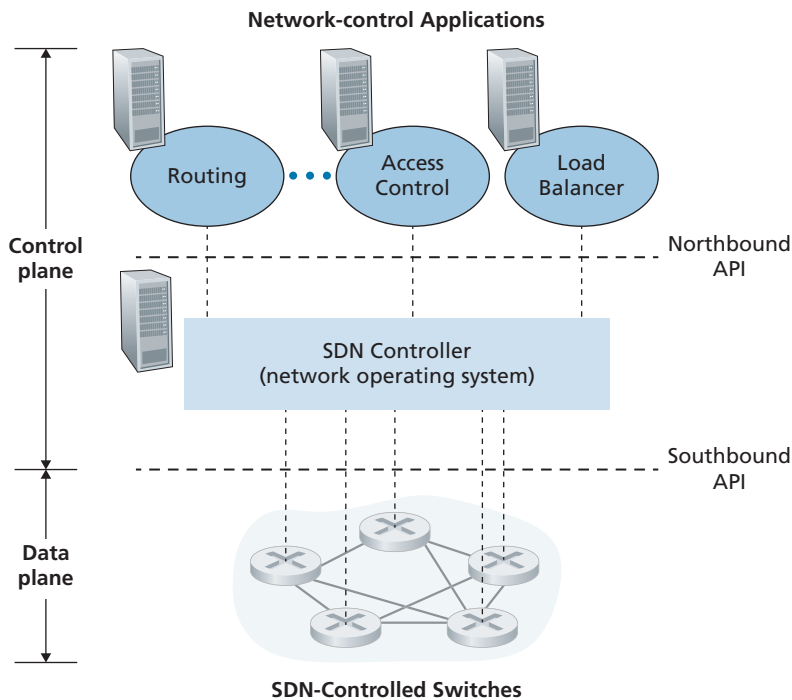 Network-control Applications
Routing
Access
Control
Load
Balancer
Northbound
API
Control
plane
SDN Controller
(network operating system)
Southbound
API
Data
plane
SDN-Controlled Switches